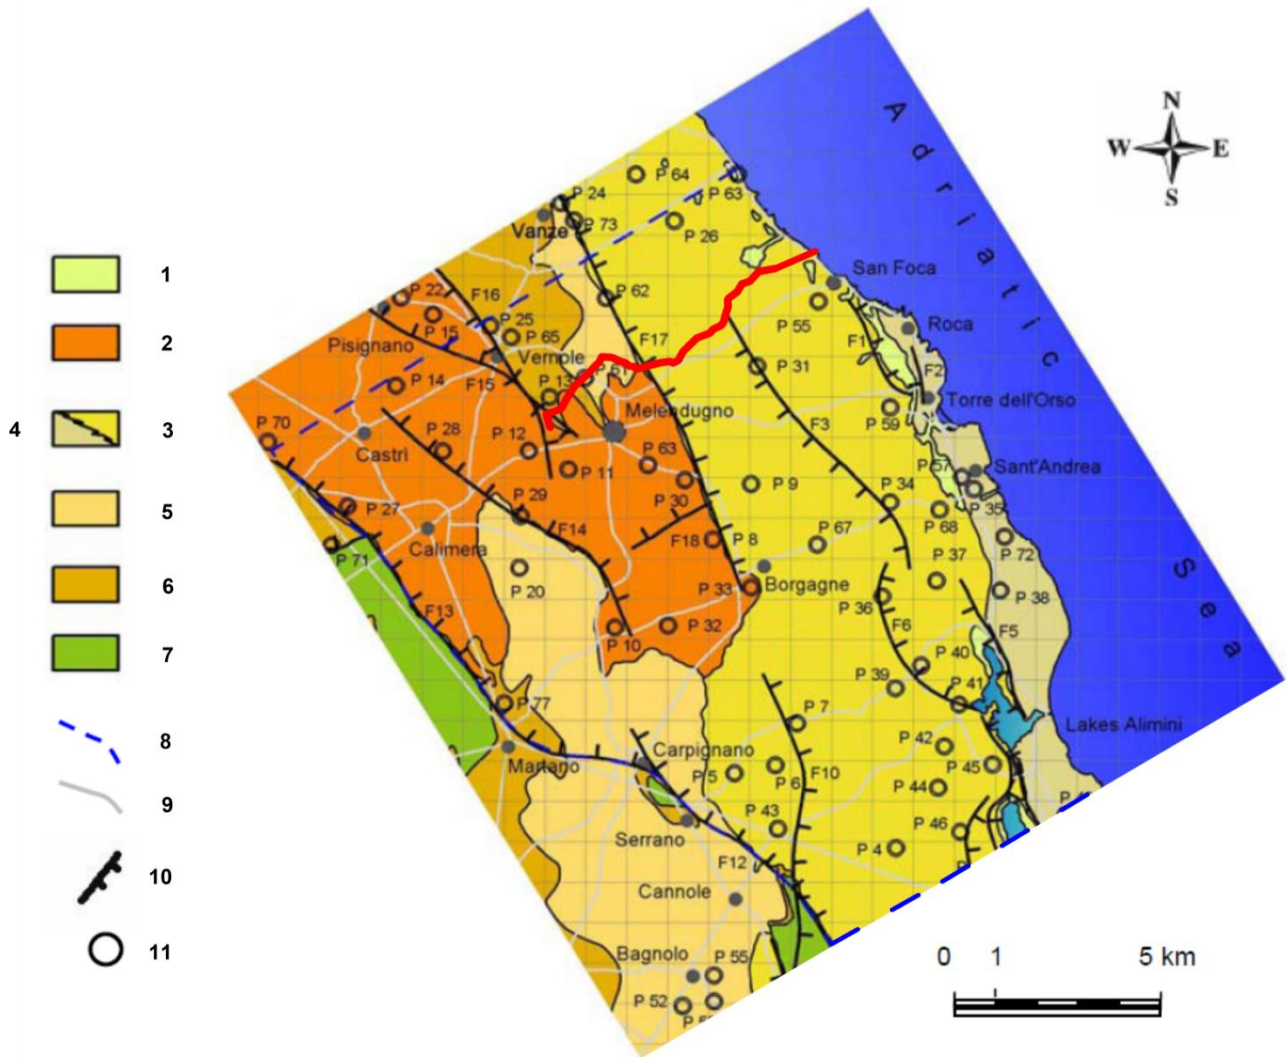 N
W E
S
Adriatic
Sea
P 64
P 24
P 63
P 73
Vanze
P 26
San Foca
P 22
F16
P 62
P 25
P 15
P 55
Roca
P 65
F17
F1
Pisignano
Vernple
P 31
F2
P 61
P 14
F15
P 13
Torre dell'Orso
Melendugno
P 59
P 70
P 28
P 12
F3
Castrì
P 63
P 57
Sant'Andrea
P 11
P 9
P 34
P 29
P 30
P 35
P 27
P 68
F14
P 67
F18
P 8
Calimera
P 72
P 71
P 37
P 20
P 33
Borgagne
P 38
P 36
F13
F6
P 32
F5
P 10
P 40
P 39
P 41
P 77
P 7
Lakes Alimini
P 42
Carpignano
Martano
P 5
P 6
F10
P 45
P 44
P 43
P 46
Serrano
P 4
F12
Cannole
Bagnolo
P 55
P 52
1
2
4 3
5
6
7
8
9
10
11
0 1 5 km